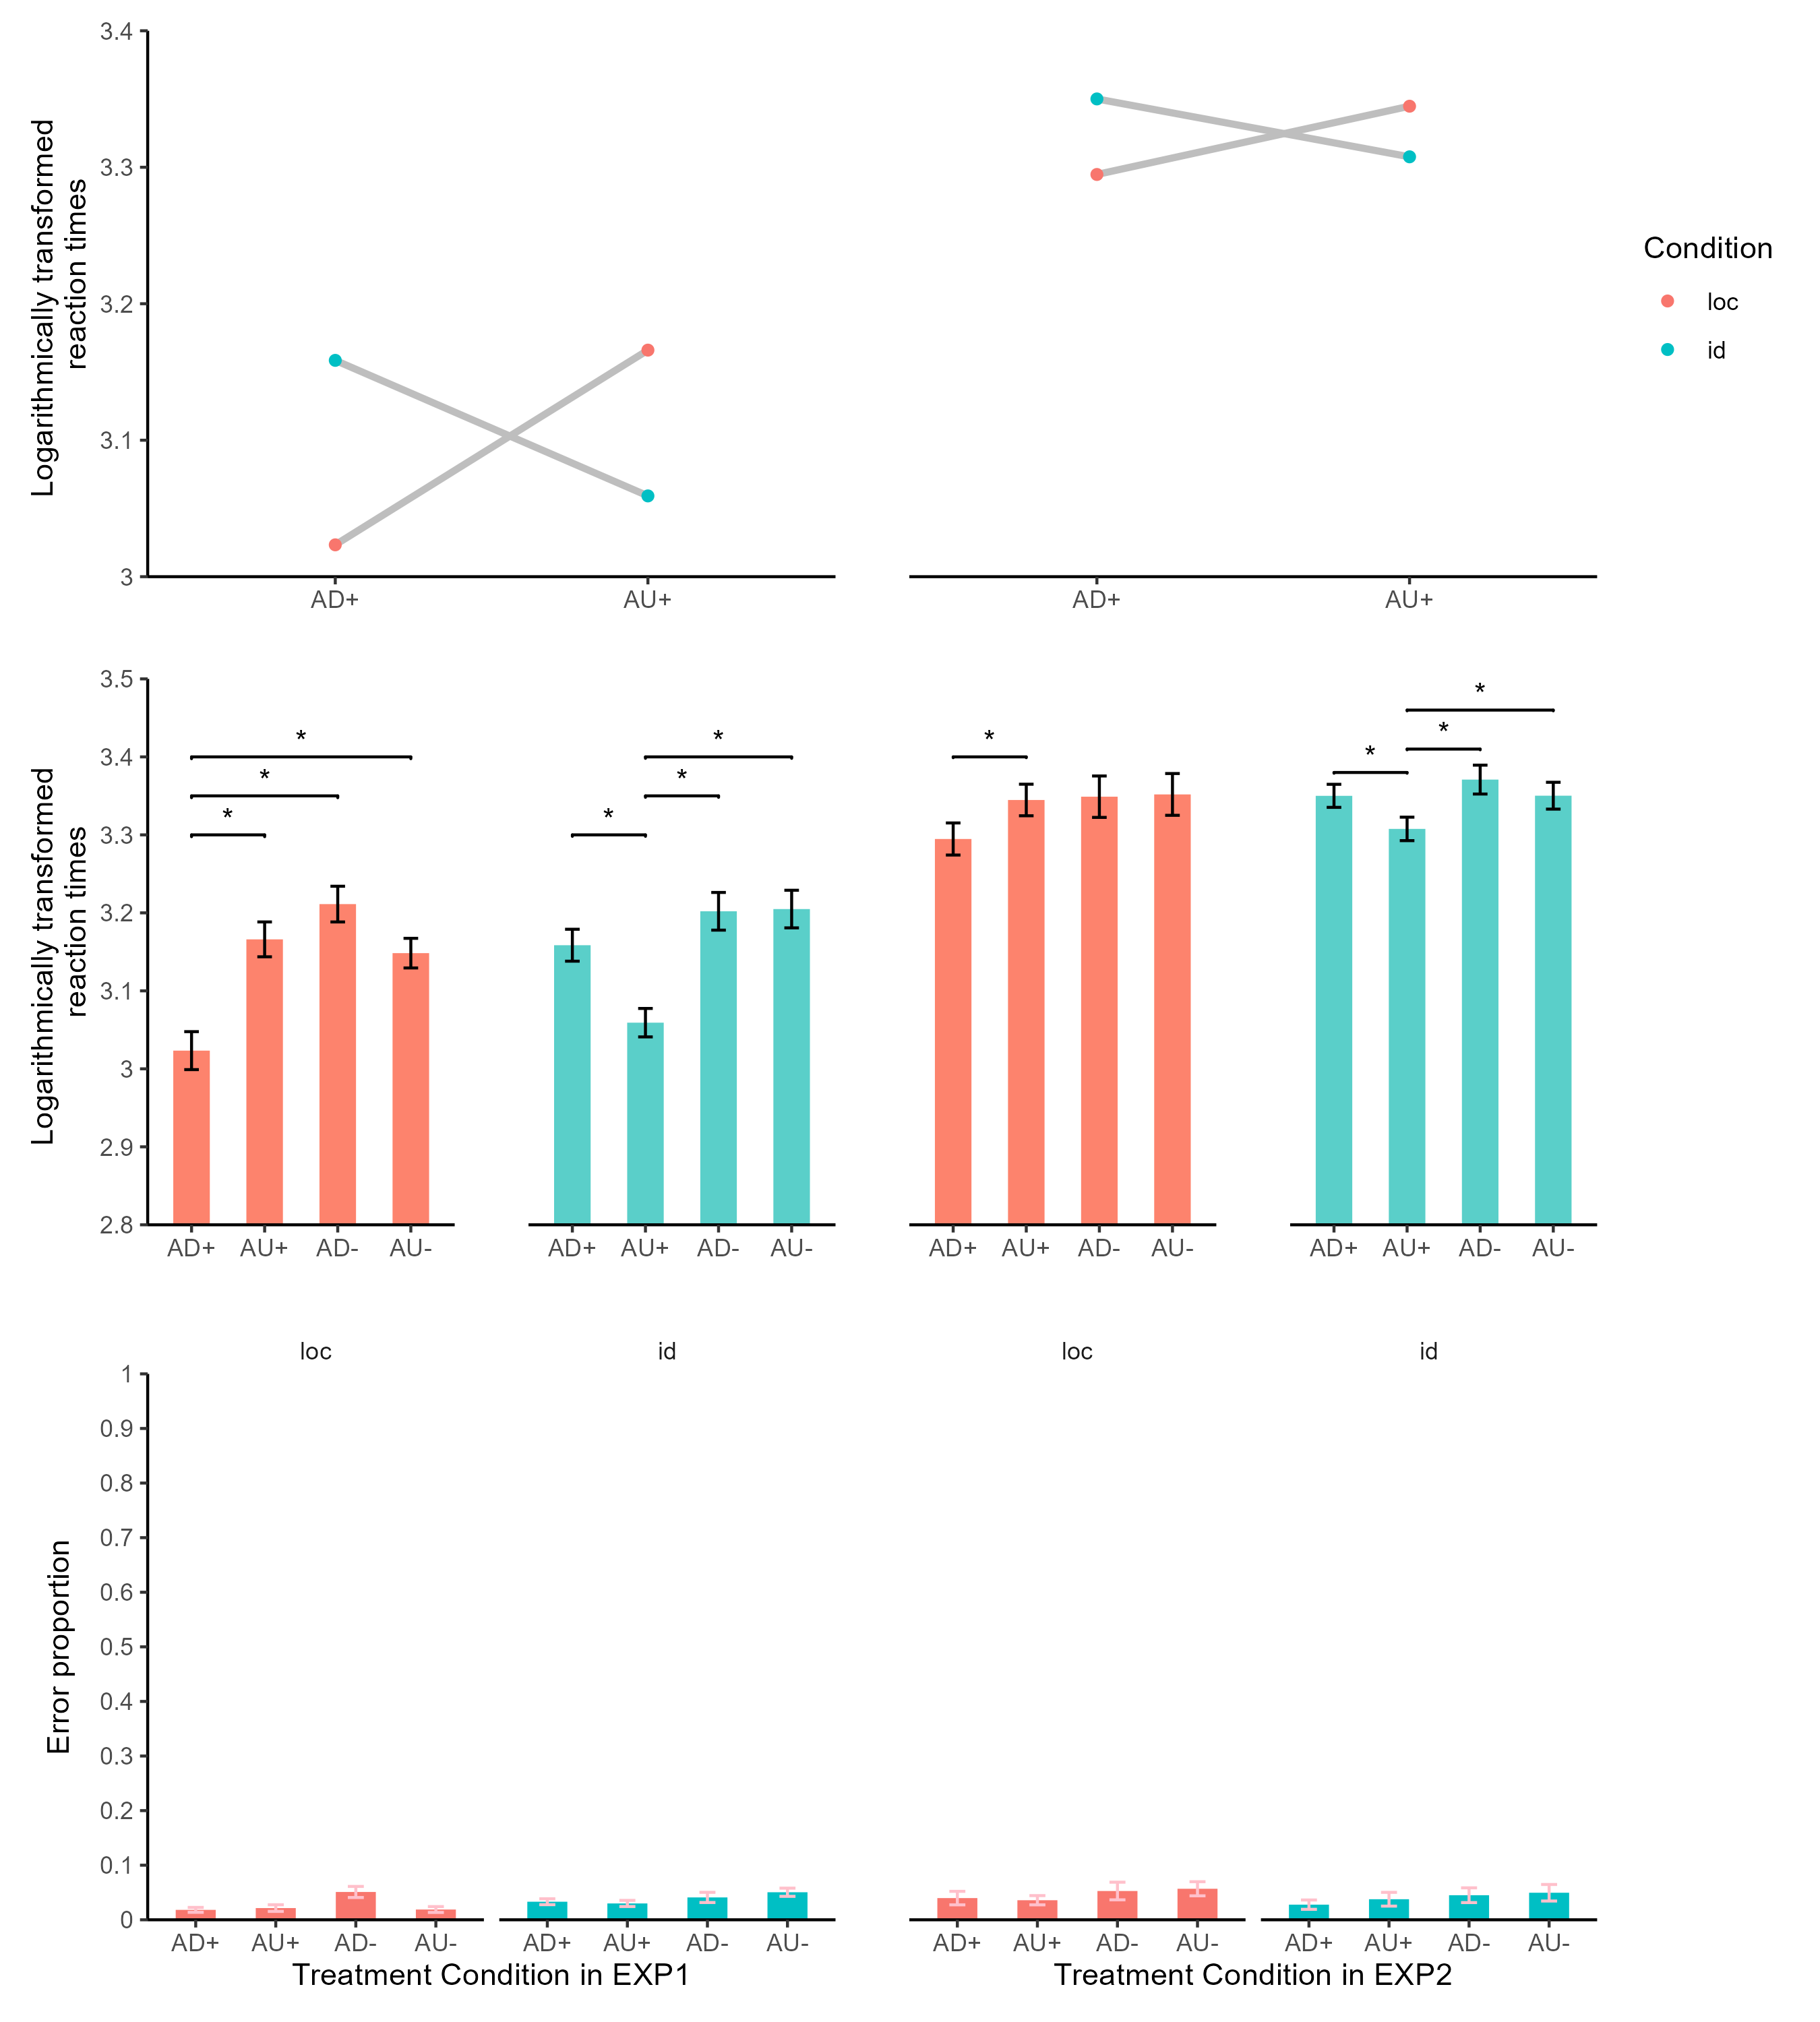 3.4
3.3
3.2
3.1
3
Logarithmically transformed
reaction times
AD+ AU+
AD+ AU+
Condition
loc
id
3.5
3.4
3.3
3.2
3.1
3
2.9
2.8
Logarithmically transformed
reaction times
* * *
* * *
*
* * *
AD+ AU+ AD- AU-
AD+ AU+ AD- AU-
AD+ AU+ AD- AU-
AD+ AU+ AD- AU-
loc id loc id
1
0.9
0.8
0.7
0.6
0.5
0.4
0.3
0.2
0.1
0
Error proportion
AD+ AU+ AD- AU-
AD+ AU+ AD- AU-
AD+ AU+ AD- AU-
AD+ AU+ AD- AU-
Treatment Condition in EXP1
Treatment Condition in EXP2